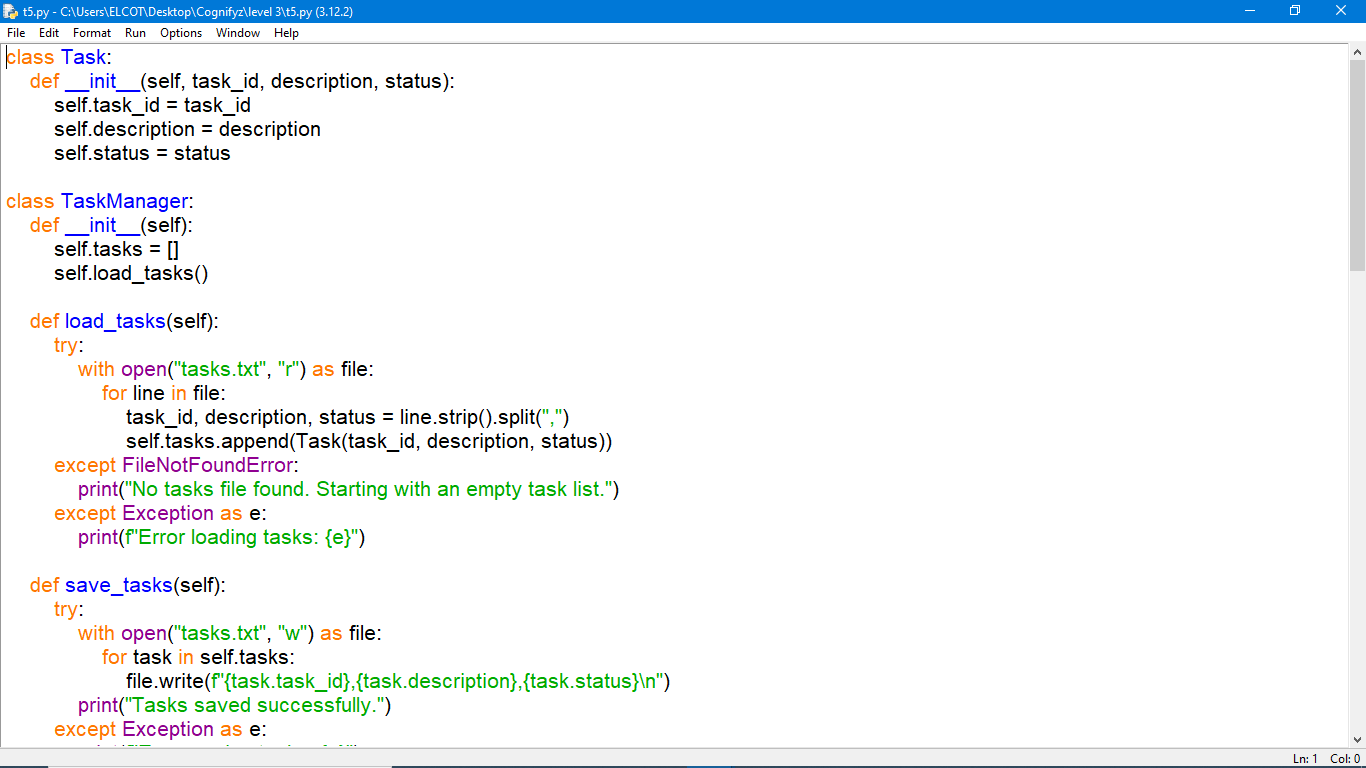 t5.py - C:\Users\ELCOT\Desktop\Cognifyz\level 3\t5.py (3.12.2)
File Edit Format Run Options Window Help
class Task:
    def __init__(self, task_id, description, status):
        self.task_id = task_id
        self.description = description
        self.status = status

class TaskManager:
    def __init__(self):
        self.tasks = []
        self.load_tasks()

    def load_tasks(self):
        try:
            with open("tasks.txt", "r") as file:
                for line in file:
                    task_id, description, status = line.strip().split(",")
                    self.tasks.append(Task(task_id, description, status))
        except FileNotFoundError:
            print("No tasks file found. Starting with an empty task list.")
        except Exception as e:
            print(f"Error loading tasks: {e}")

    def save_tasks(self):
        try:
            with open("tasks.txt", "w") as file:
                for task in self.tasks:
                    file.write(f"{task.task_id},{task.description},{task.status}\n")
            print("Tasks saved successfully.")
        except Exception as e:
Ln: 1 Col: 0